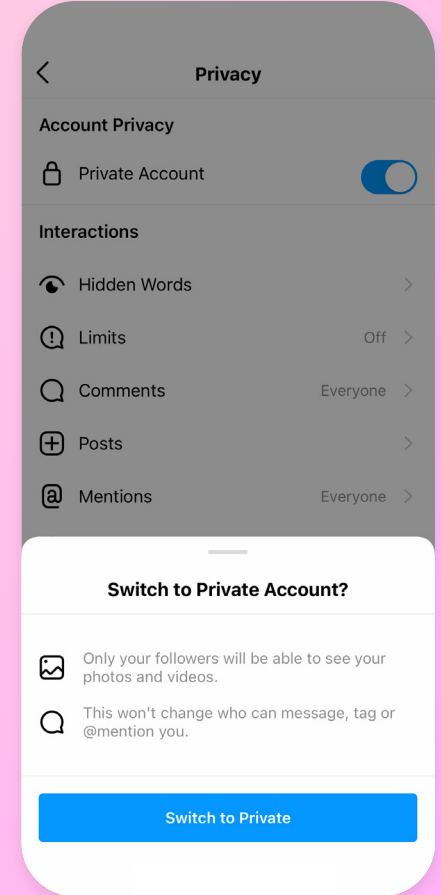 Privacy
Account Privacy
Private Account
Interactions
Hidden Words
Limits Off
Comments Everyone
Posts
Mentions Everyone
Switch to Private Account?
Only your followers will be able to see your
photos and videos.
This won't change who can message, tag or
@mention you.
Switch to Private